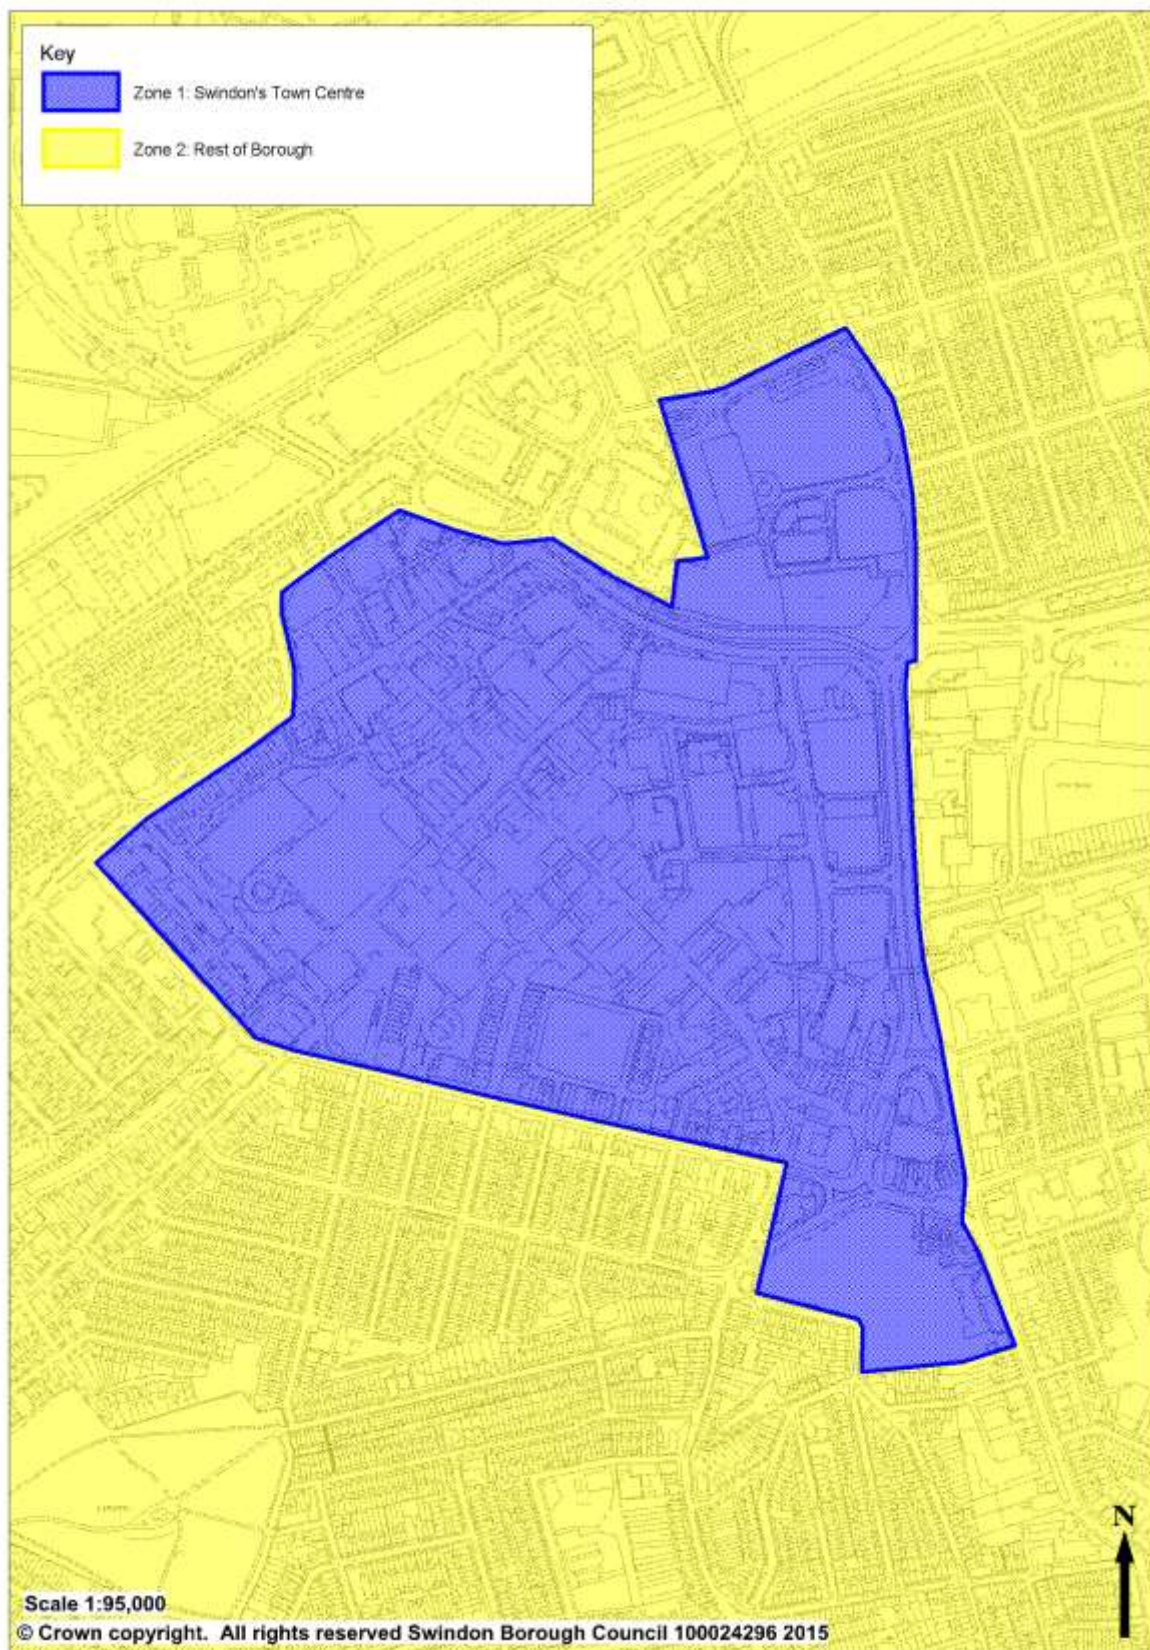 Key
Zone 1: Swindon's Town Centre
Zone 2: Rest of Borough
N
Scale 1:95,000
© Crown copyright. All rights reserved Swindon Borough Council 100024296 2015